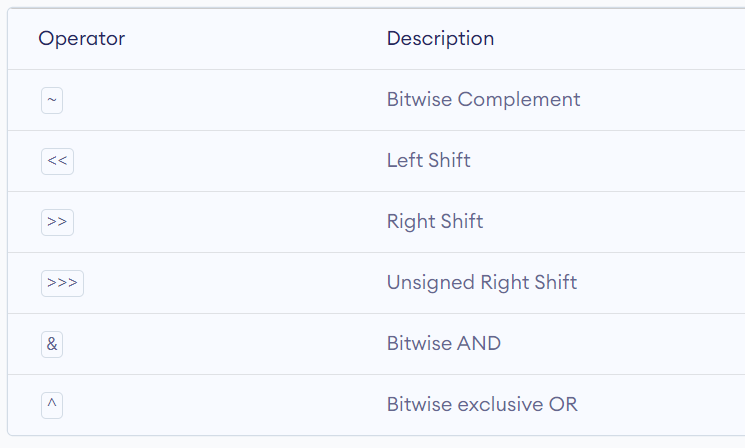 Operator Description
~ Bitwise Complement
<< Left Shift
>> Right Shift
>>> Unsigned Right Shift
& Bitwise AND
^ Bitwise exclusive OR